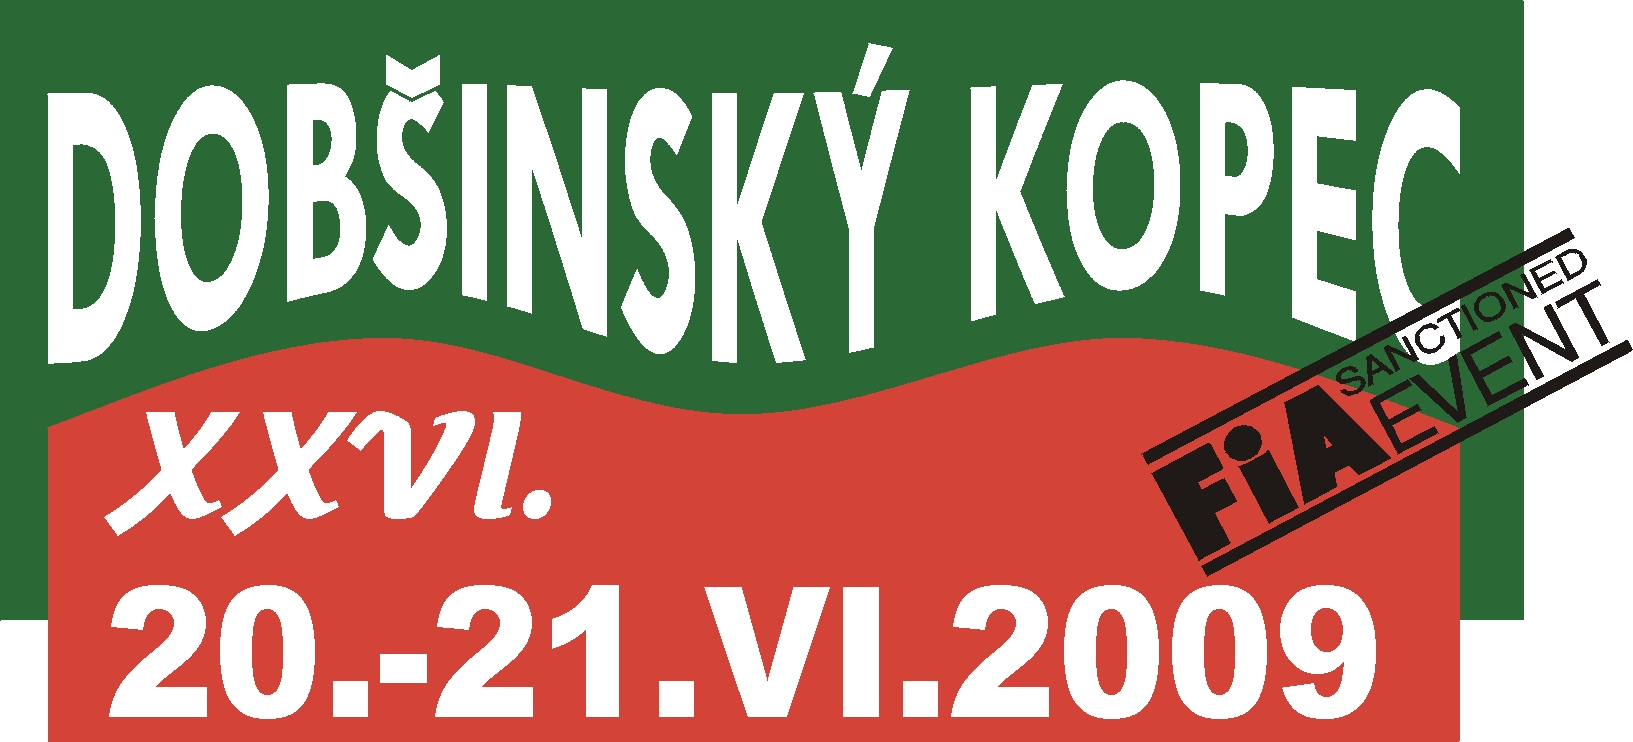 DOBŠINSKÝ KOPEC
XXVI.
20.-21.VI.2009
FiA SANCTIONED
EVENT